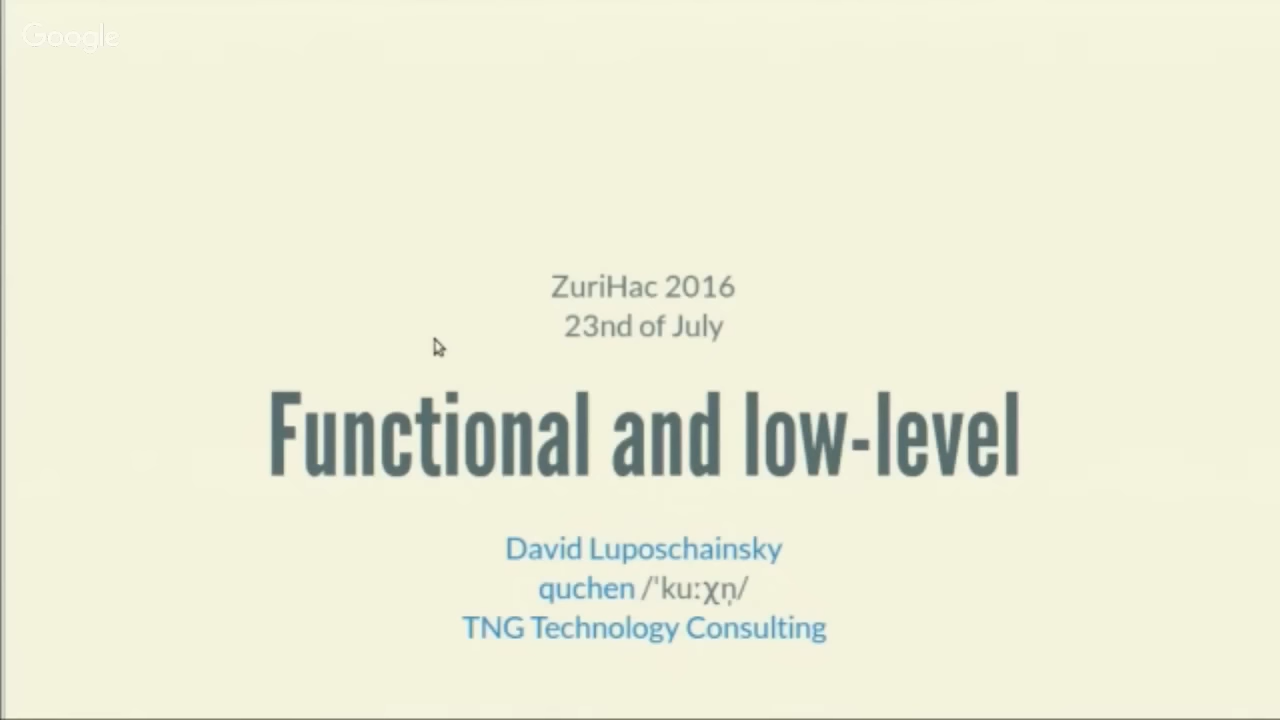 Google
ZuriHac 2016
23nd of July
Functional and low-level
David Luposchainsky
quchen /ˈkuːχn̩/
TNG Technology Consulting